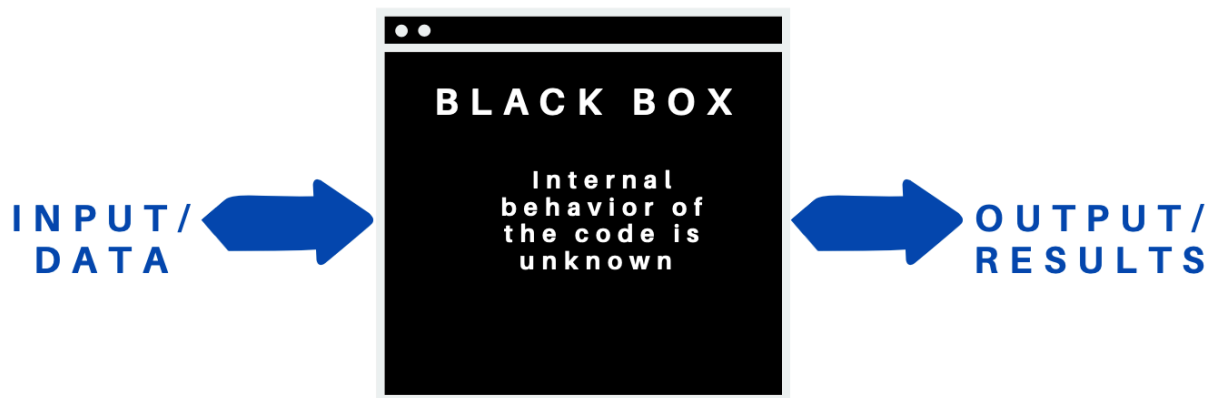 BLACK BOX
Internal
behavior of
the code is
unknown
INPUT/
DATA
OUTPUT/
RESULTS